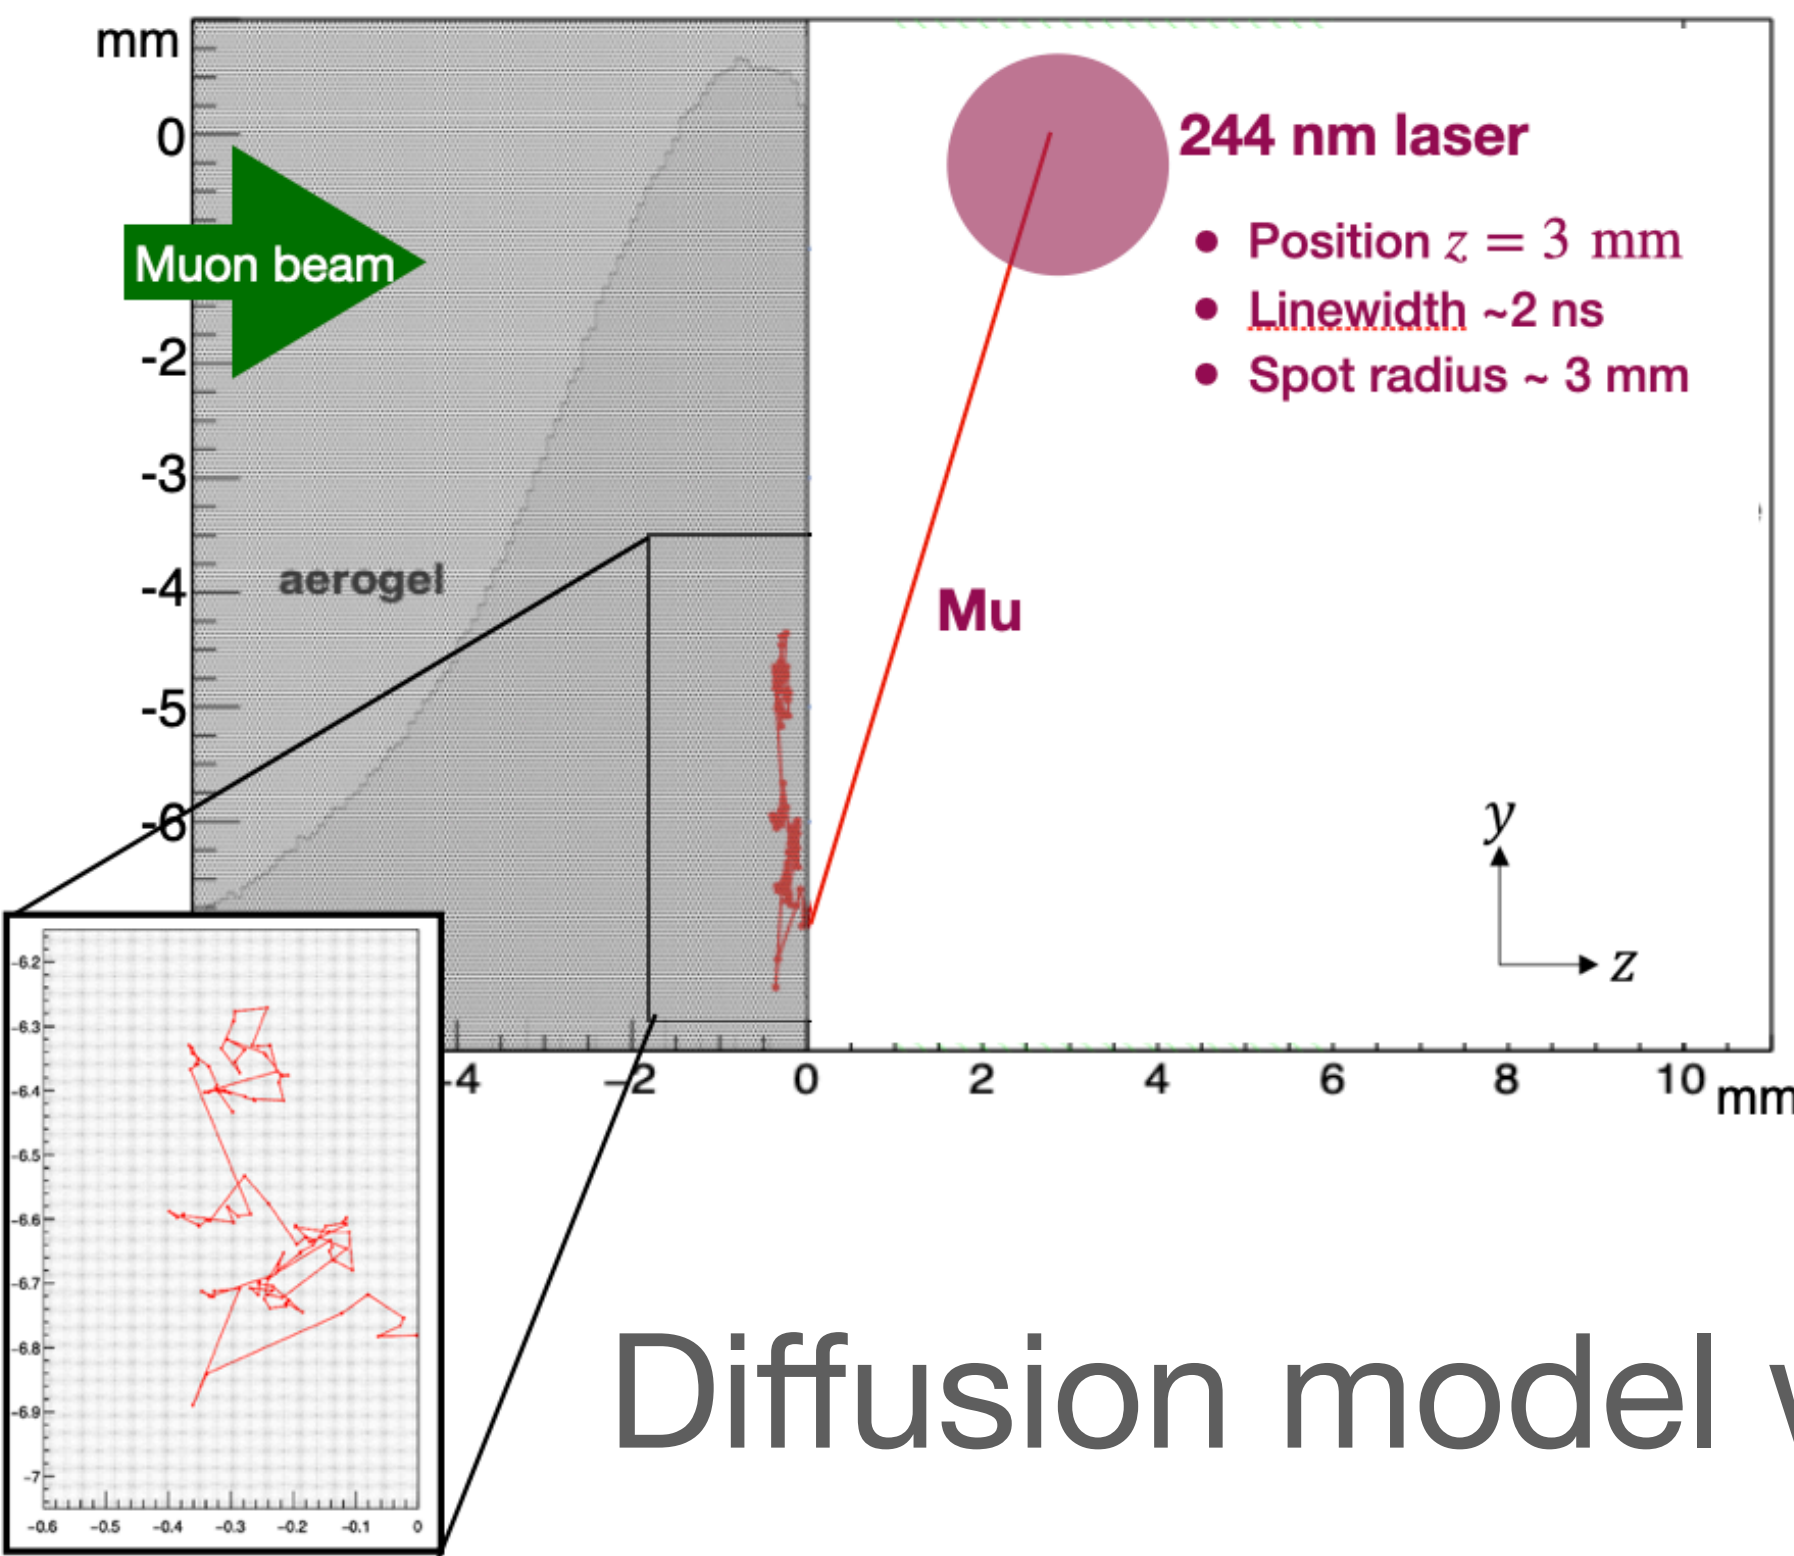 mm
0
-2
-3
-4
-5
-6
Muon beam
aerogel
244 nm laser
• Position z = 3 mm
• Linewidth ~2 ns
• Spot radius ~ 3 mm
Mu
y
z
-4 -2 0 2 4 6 8 10 mm
-6.2
-6.3
-6.4
-6.5
-6.6
-6.7
-6.8
-6.9
-7
-0.6 -0.5 -0.4 -0.3 -0.2 -0.1 0
Diffusion model